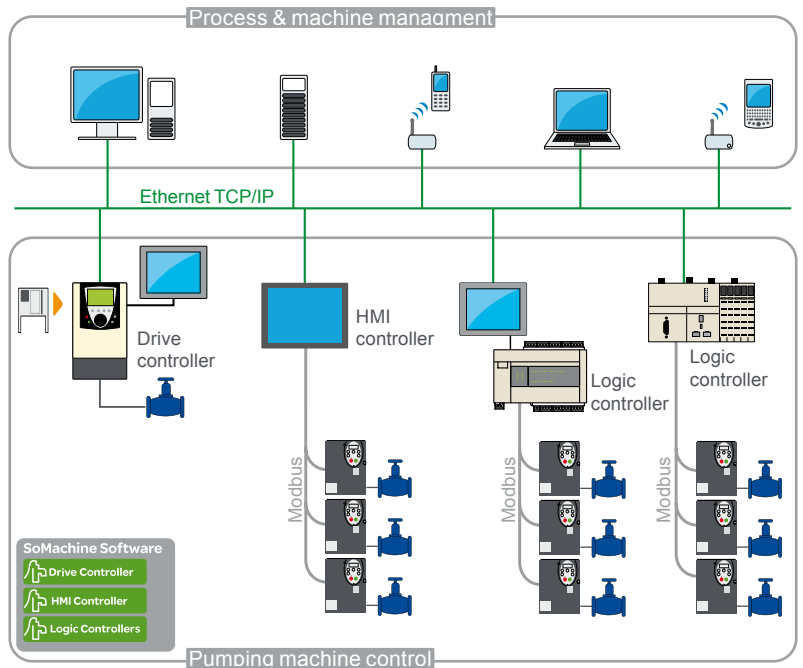 Process & machine managment
Ethernet TCP/IP
Drive
controller
HMI
controller
Logic
controller
Logic
controller
Modbus
Modbus
Modbus
SoMachine Software
Drive Controller
HMI Controller
Logic Controllers
Pumping machine control